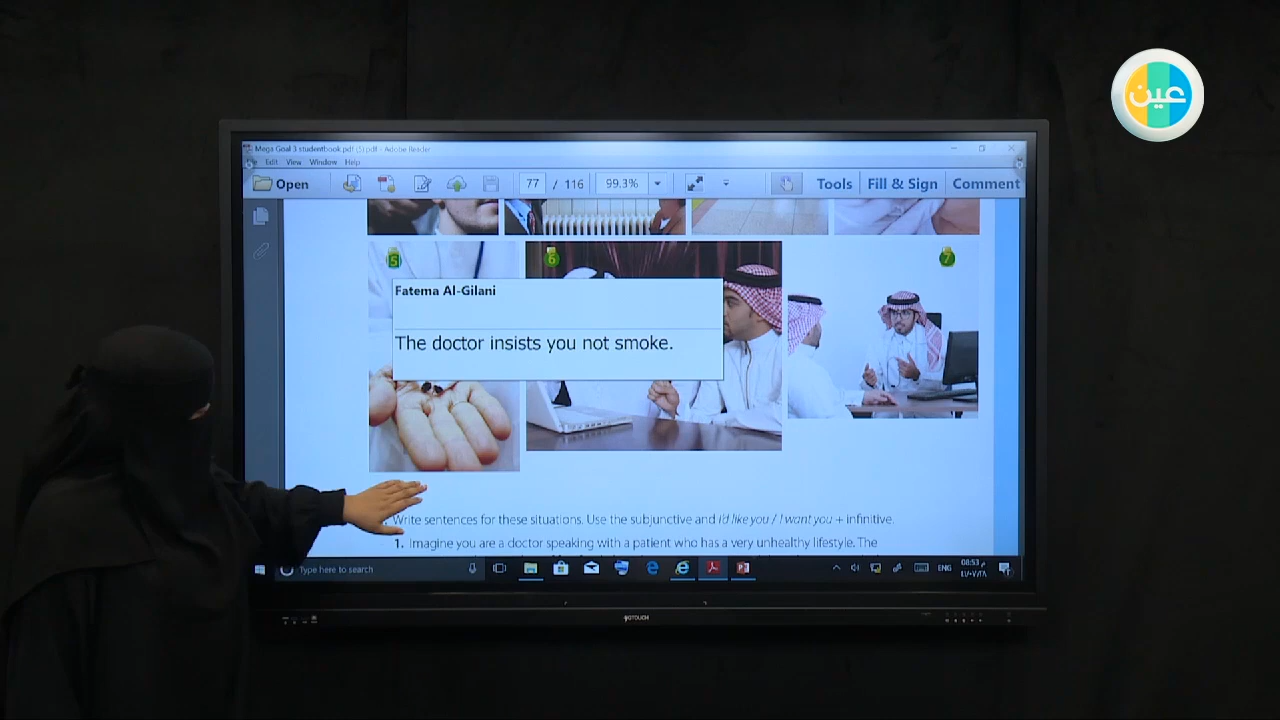 عين
Mega Goal 3 studentbook.pdf (5).pdf - Adobe Reader
Edit View Window Help
Open 77 / 116 99.3% Tools Fill & Sign Comment
5 6 7
Fatema Al-Gilani
The doctor insists you not smoke.
Write sentences for these situations. Use the subjunctive and I'd like you / I want you + infinitive.
1. Imagine you are a doctor speaking with a patient who has a very unhealthy lifestyle. The
Type here to search
ENG
08:53 م